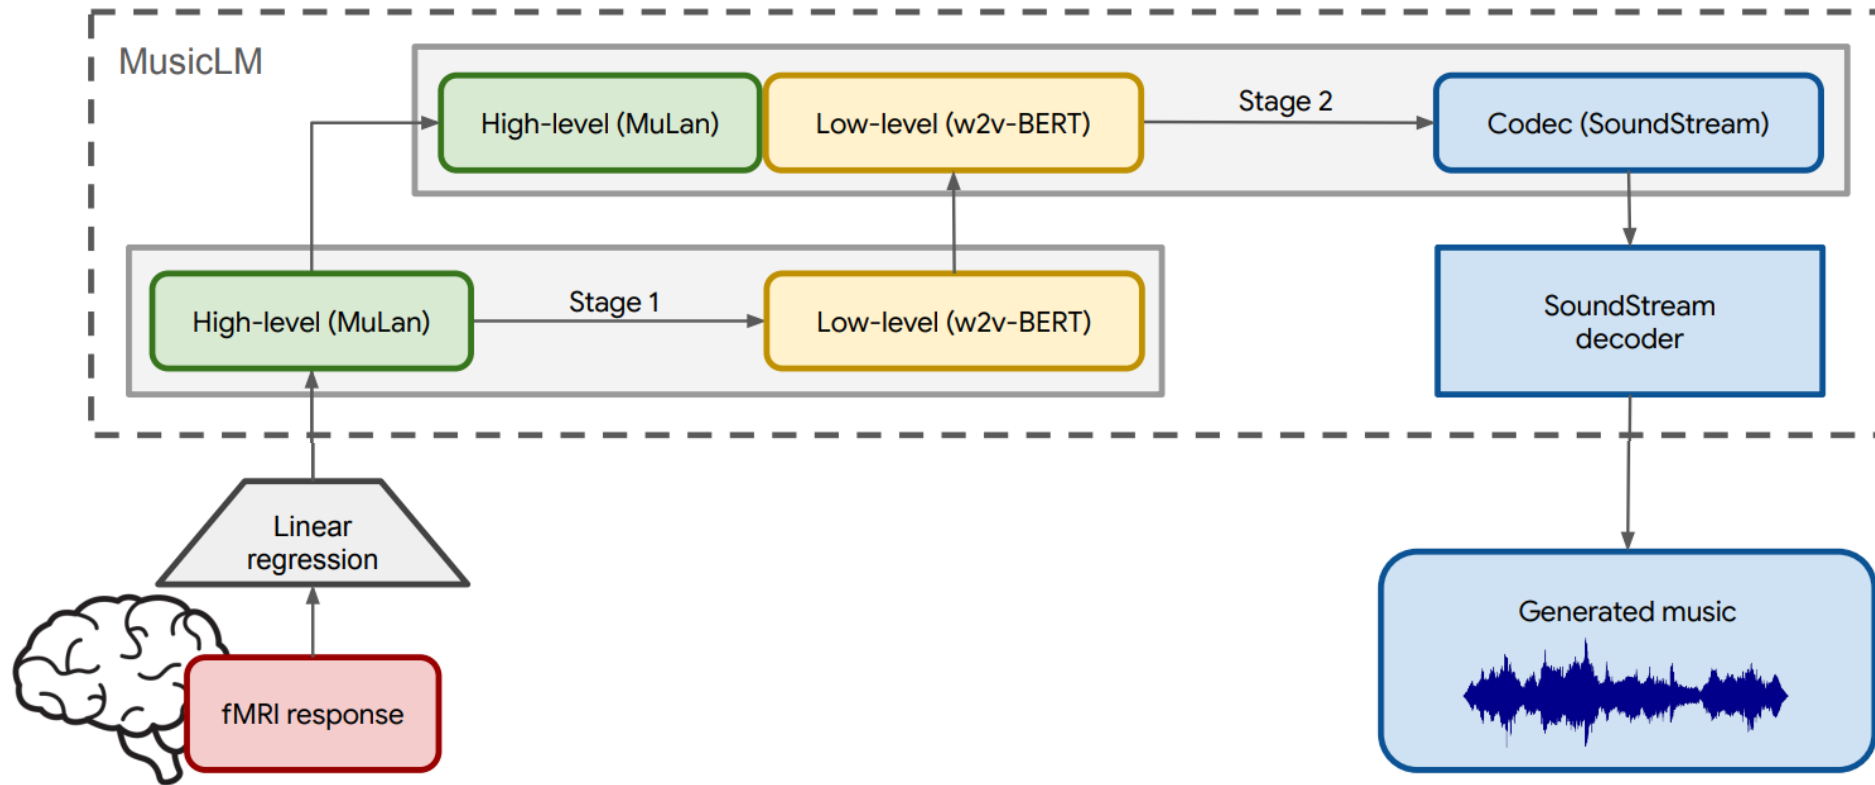 MusicLM
High-level (MuLan)
Low-level (w2v-BERT)
Stage 2
Codec (SoundStream)
High-level (MuLan)
Stage 1
Low-level (w2v-BERT)
SoundStream
decoder
Linear
regression
fMRI response
Generated music